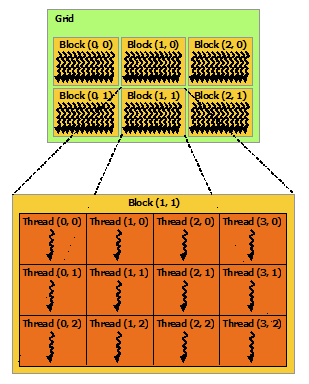 Grid
Block (0, 0) Block (1, 0) Block (2, 0)
Block (0, 1) Block (1, 1) Block (2, 1)
Block (1, 1)
Thread (0, 0) Thread (1, 0) Thread (2, 0) Thread (3, 0)
Thread (0, 1) Thread (1, 1) Thread (2, 1) Thread (3, 1)
Thread (0, 2) Thread (1, 2) Thread (2, 2) Thread (3, 2)